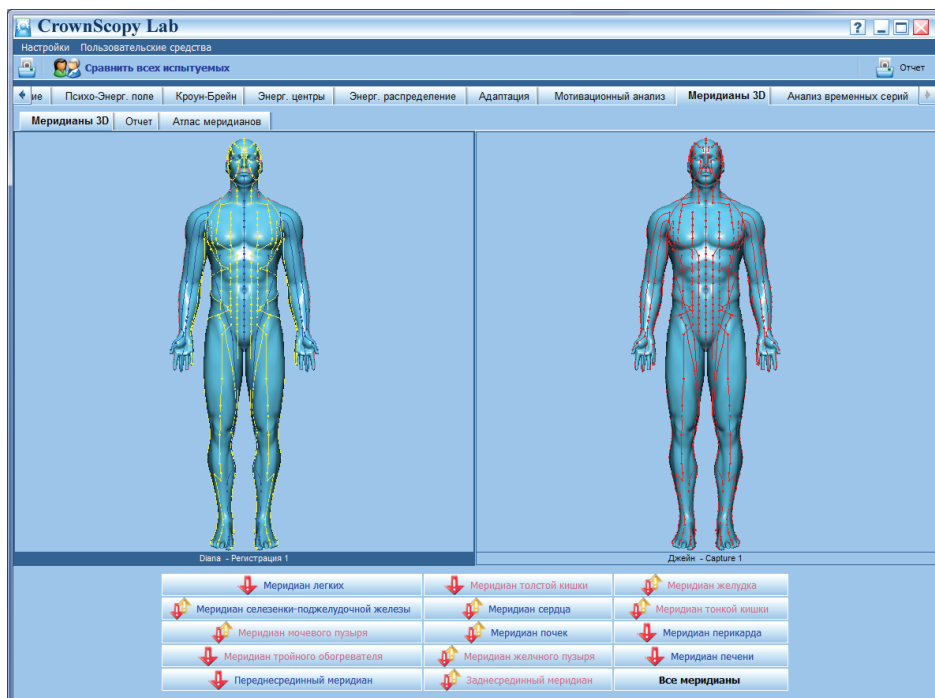 CrownScopy Lab
Настройки Пользовательские средства
Сравнить всех испытуемых Отчет
ие Психо-Энерг. поле Кроун-Брейн Энерг. центры Энерг. распределение Адаптация Мотивационный анализ Меридианы 3D Анализ временных серий
Меридианы 3D Отчет Атлас меридианов
Diana - Регистрация 1 Джейн - Capture 1
Меридиан легких Меридиан толстой кишки Меридиан желудка
Меридиан селезенки-поджелудочной железы Меридиан сердца Меридиан тонкой кишки
Меридиан мочевого пузыря Меридиан почек Меридиан перикарда
Меридиан тройного обогревателя Меридиан желчного пузыря Меридиан печени
Переднесрединный меридиан Заднесрединный меридиан Все меридианы